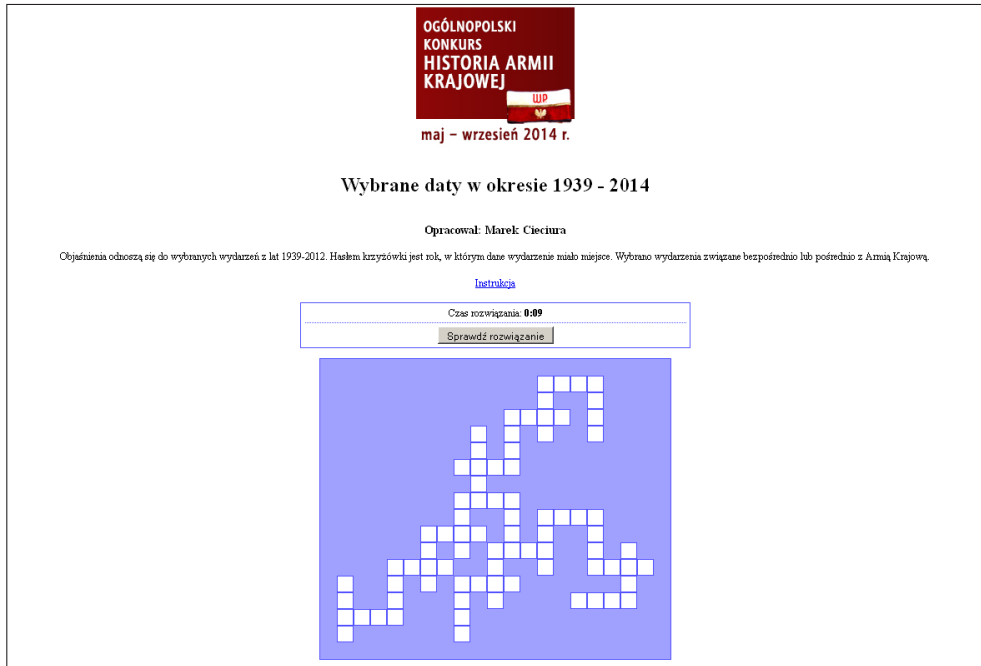 OGÓLNOPOLSKI
KONKURS
HISTORIA ARMII
KRAJOWEJ
WP
maj – wrzesień 2014 r.
Wybrane daty w okresie 1939 - 2014
Opracował: Marek Cieciura
Objaśnienia odnoszą się do wybranych wydarzeń z lat 1939-2012. Hasłem krzyżówki jest rok, w którym dane wydarzenie miało miejsce. Wybrano wydarzenia związane bezpośrednio lub pośrednio z Armią Krajową.
Instrukcja
Czas rozwiązania: 0:09
Sprawdź rozwiązanie